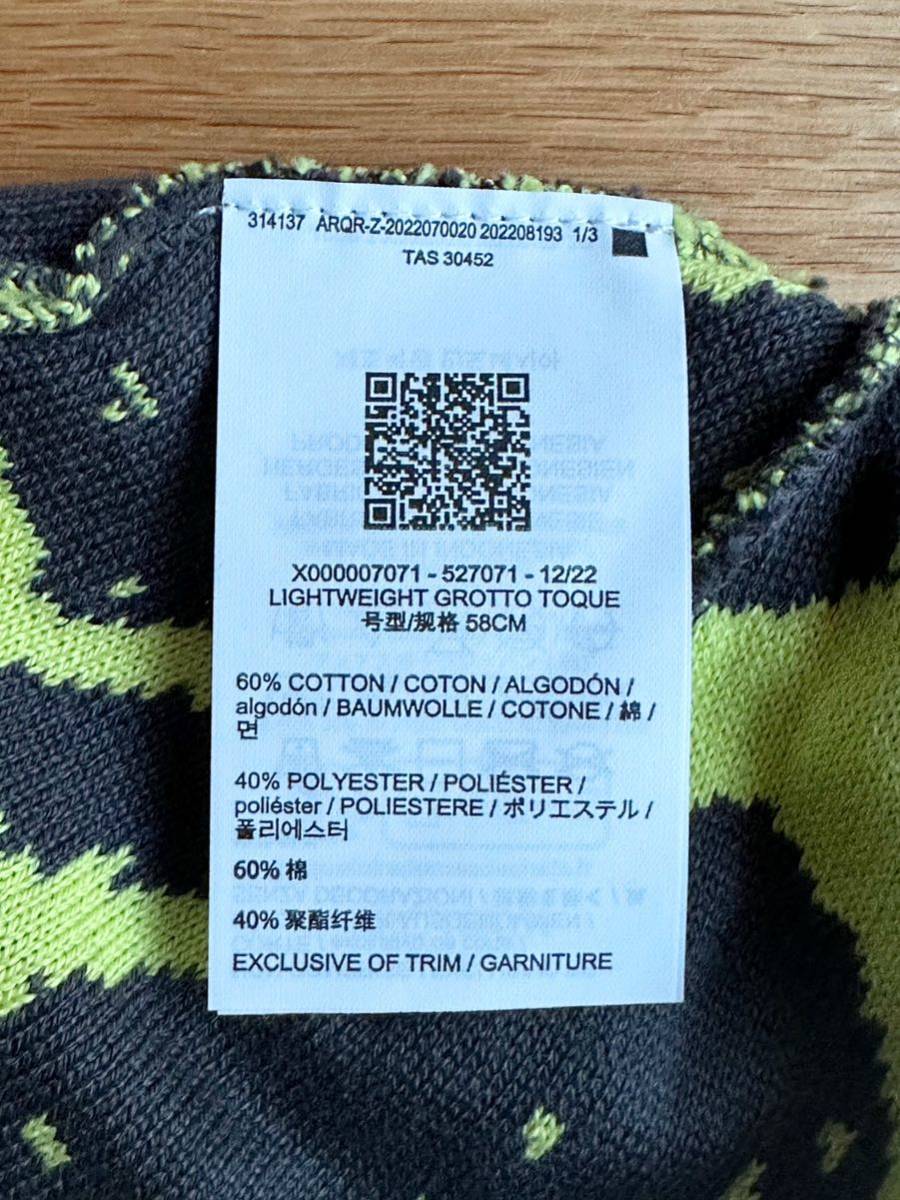 314137 ARQR-Z-2022070020 202208193 1/3
TAS 30452
X000007071 - 527071 - 12/22
LIGHTWEIGHT GROTTO TOQUE
号型/规格 58CM
60% COTTON / COTON / ALGODÓN /
algodón / BAUMWOLLE / COTONE / 綿 /
면
40% POLYESTER / POLIÉSTER /
poliéster / POLIESTERE / ポリエステル /
폴리에스터
60% 棉
40% 聚酯纤维
EXCLUSIVE OF TRIM / GARNITURE